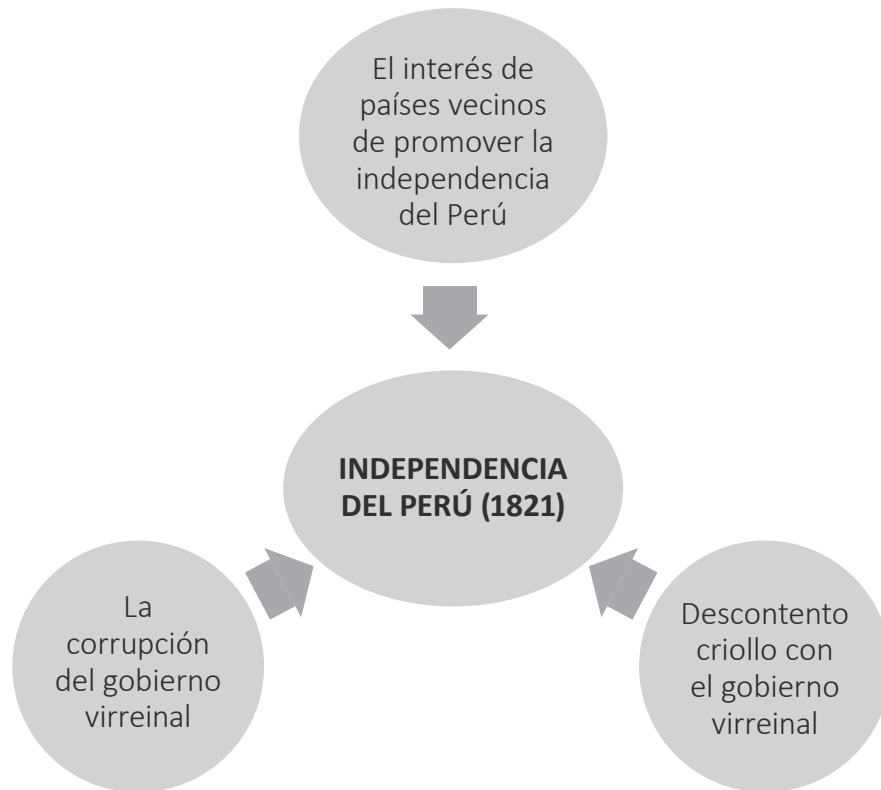 El interés de
países vecinos
de promover la
independencia
del Perú
INDEPENDENCIA
DEL PERÚ (1821)
La
corrupción
del gobierno
virreinal
Descontento
criollo con
el gobierno
virreinal